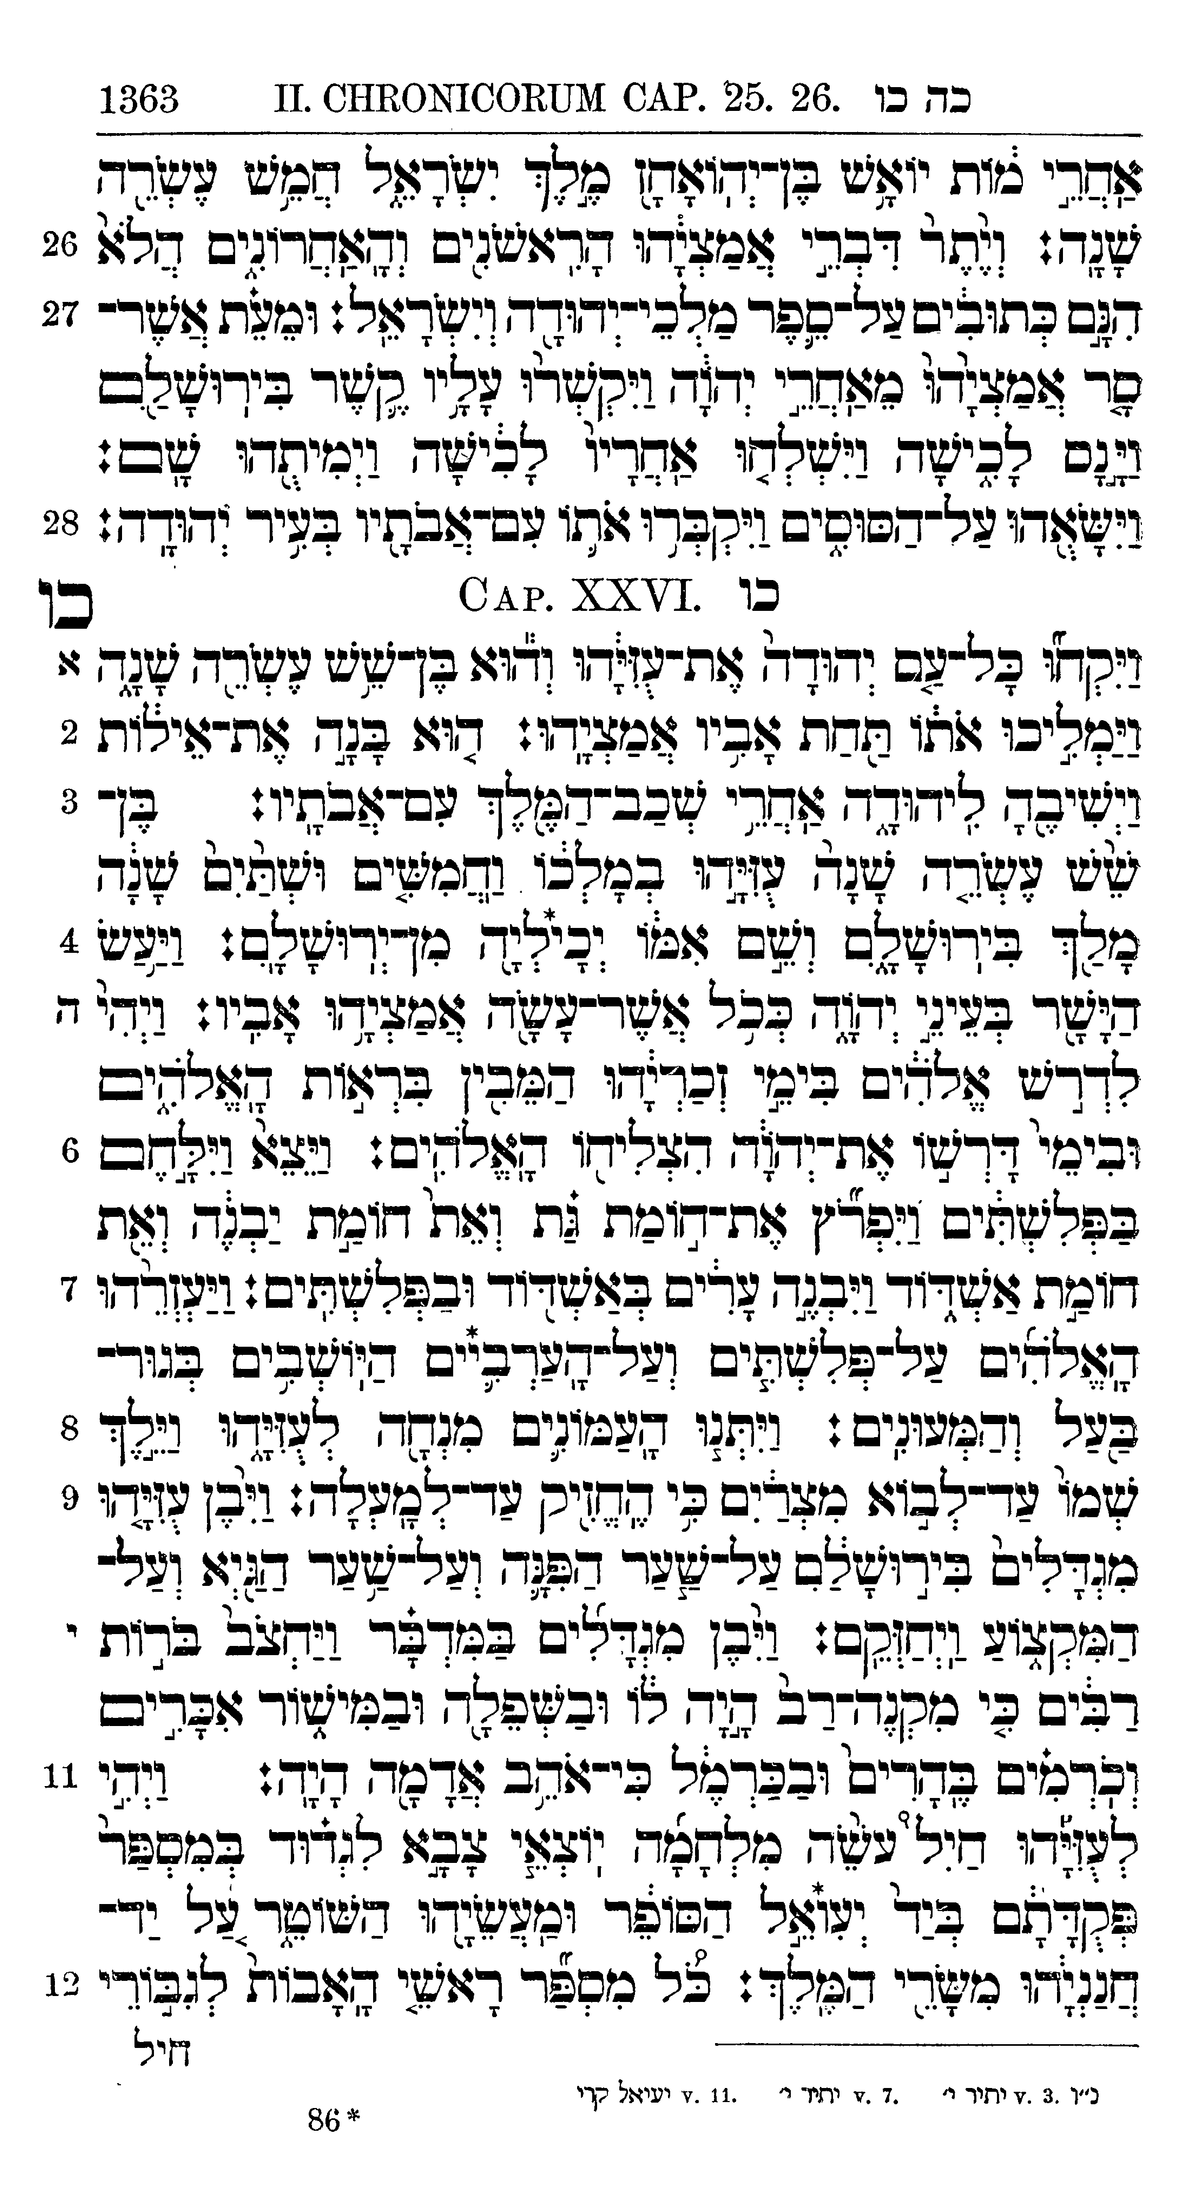 1363 II. CHRONICORUM CAP. 25. 26. כה כו
אַחֲרֵ֣י מ֔וֹת יוֹאָ֥שׁ בֶּן־יְהֽוֹאָחָ֖ז מֶ֣לֶךְ יִשְׂרָאֵ֑ל חֲמֵ֥שׁ עֶשְׂרֵ֖ה
26 שָׁנָֽה׃ וְיֶ֙תֶר֙ דִּבְרֵ֣י אֲמַצְיָ֔הוּ הָרִֽאשֹׁנִ֖ים וְהָאַֽחֲרוֹנִ֑ים הֲלֹא֙
27 הִנָּ֣ם כְּתוּבִ֔ים עַל־סֵ֥פֶר מַלְכֵי־יְהוּדָ֖ה וְיִשְׂרָאֵֽל׃ וּמֵעֵ֗ת אֲשֶׁר־
סָ֤ר אֲמַצְיָ֙הוּ֙ מֵאַֽחֲרֵ֣י יְהוָֹ֔ה וַיִּקְשְׁר֨וּ עָלָ֥יו קֶ֛שֶׁר בִּירֽוּשָׁלַ֖͏ִם
וַיָּ֣נָס לָכִ֑ישָׁה וַיִּשְׁלְח֤וּ אַֽחֲרָיו֙ לָכִ֔ישָׁה וַיְמִיתֻ֖הוּ שָֽׁם׃
28 וַיִּשָּׂאֻ֖הוּ עַל־הַסּוּסִ֑ים וַיִּקְבְּר֥וּ אֹת֛וֹ עִם־אֲבֹתָ֖יו בְּעִ֥יר יְהוּדָֽה׃
כו CAP. XXVI. כו
א וַיִּקְח֞וּ כָּל־עַ֤ם יְהוּדָה֙ אֶת־עֻזִּיָּ֔הוּ וְה֕וּא בֶּן־שֵׁ֥שׁ עֶשְׂרֵ֖ה שָׁנָ֑ה
2 וַיַּמְלִ֣יכוּ אֹת֔וֹ תַּ֖חַת אָבִ֥יו אֲמַצְיָֽהוּ׃ ה֚וּא בָּנָ֣ה אֶת־אֵיל֔וֹת
3 וַיְשִׁיבֶ֖הָ לִֽיהוּדָ֑ה אַֽחֲרֵ֥י שְׁכַֽב־הַמֶּ֖לֶךְ עִם־אֲבֹתָֽיו׃ בֶּן־
שֵׁ֨שׁ עֶשְׂרֵ֤ה שָׁנָה֙ עֻזִּיָּ֣הוּ בְמָלְכ֔וֹ וַֽחֲמִשִּׁ֤ים וּשְׁתַּ֙יִם֙ שָׁנָ֔ה
4 מָלַ֖ךְ בִּירֽוּשָׁלָ֑͏ִם וְשֵׁ֣ם אִמּ֔וֹ יְכָילְיָ֖ה* מִן־יְרֽוּשָׁלָֽ͏ִם׃ וַיַּ֥עַשׂ
ה הַיָּשָׁ֖ר בְּעֵינֵ֣י יְהוָֹ֑ה כְּכֹ֥ל אֲשֶׁר־עָשָׂ֖ה אֲמַצְיָ֥הוּ אָבִֽיו׃ וַיְהִי֙
לִדְרֹ֣שׁ אֱלֹהִ֔ים בִּימֵ֣י זְכַרְיָ֔הוּ הַמֵּבִ֖ין בִּרְאֹ֣ות הָֽאֱלֹהִ֑ים
6 וּבִימֵי֙ דָּרְשׁ֣וֹ אֶת־יְהוָֹ֔ה הִצְלִיח֖וֹ הָֽאֱלֹהִֽים׃ וַיֵּצֵא֙ וַיִּלָּ֣חֶם
בַּפְּלִשְׁתִּ֔ים וַיִּפְרֹ֞ץ אֶת־ח֣וֹמַת גַּ֗ת וְאֵת֙ חוֹמַ֣ת יַבְנֶ֔ה וְאֵ֖ת
7 חוֹמַ֣ת אַשְׁדּ֑וֹד וַיִּבְנֶ֣ה עָרִ֔ים בְּאַשְׁדּ֖וֹד וּבַפְּלִשְׁתִּֽים׃ וַיַּעְזְרֵ֨הוּ
הָֽאֱלֹהִ֜ים עַל־פְּלִשְׁתִּ֧ים וְעַל־הָעַרְבִיִּ֛ים* הַיּֽוֹשְׁבִ֥ים בְּגוּר־
8 בַּ֖עַל וְהַמְּעוּנִֽים׃ וַיִּתְּנ֧וּ הָֽעַמּוֹנִ֛ים מִנְחָ֖ה לְעֻזִּיָּ֑הוּ וַיֵּ֤לֶךְ
9 שְׁמוֹ֙ עַד־לְב֣וֹא מִצְרַ֔יִם כִּ֥י הֶֽחֱזִ֖יק עַד־לְמָֽעְלָה׃ וַיִּ֨בֶן עֻזִּיָּ֤הוּ
מִגְדָּלִים֙ בִּיר֣וּשָׁלִַ֔ם עַל־שַׁ֧עַר הַפִּנָּ֛ה וְעַל־שַׁ֥עַר הַגַּ֖יְא וְעַל־
י הַמִּקְצ֑וֹעַ וַֽיְחַזְּקֵֽם׃ וַיִּ֨בֶן מִגְדָּלִ֜ים בַּמִּדְבָּ֗ר וַיַּחְצֹב֙ בֹּר֣וֹת
רַבִּ֔ים כִּ֤י מִקְנֶה־רַּב֙ הָ֣יָה ל֔וֹ וּבַשְּׁפֵלָ֖ה וּבַמִּישׁ֑וֹר אִכָּרִ֣ים
11 וְכֹֽרְמִ֗ים בֶּֽהָרִים֙ וּבַכַּרְמֶ֔ל כִּי־אֹהֵ֥ב אֲדָמָ֖ה הָיָֽה׃ וַיְהִ֣י
לְעֻזִּיָּ֡הוּ חַיִל֩ עֹשֵׂ֨ה מִלְחָמָ֜ה יֽוֹצְאֵ֧י צָבָ֣א לִגְד֗וּד בְּמִסְפַּר֙
פְּקֻדָּתָ֔ם בְּיַד֙ יְעוּאֵ֣ל* הַסּוֹפֵ֔ר וּמַֽעֲשֵׂיָ֖הוּ הַשּׁוֹטֵ֑ר עַ֚ל יַד־
12 חֲנַנְיָ֔הוּ מִשָּׂרֵ֖י הַמֶּֽלֶךְ׃ כֹּ֠ל מִסְפַּ֞ר רָאשֵׁ֤י הָֽאָבוֹת֙ לְגִבּ֣וֹרֵי
חיל
כ״ו v. 3. יתיר י׳ v. 7. יתיר י׳ v. 11. יעיאל קרי
86*